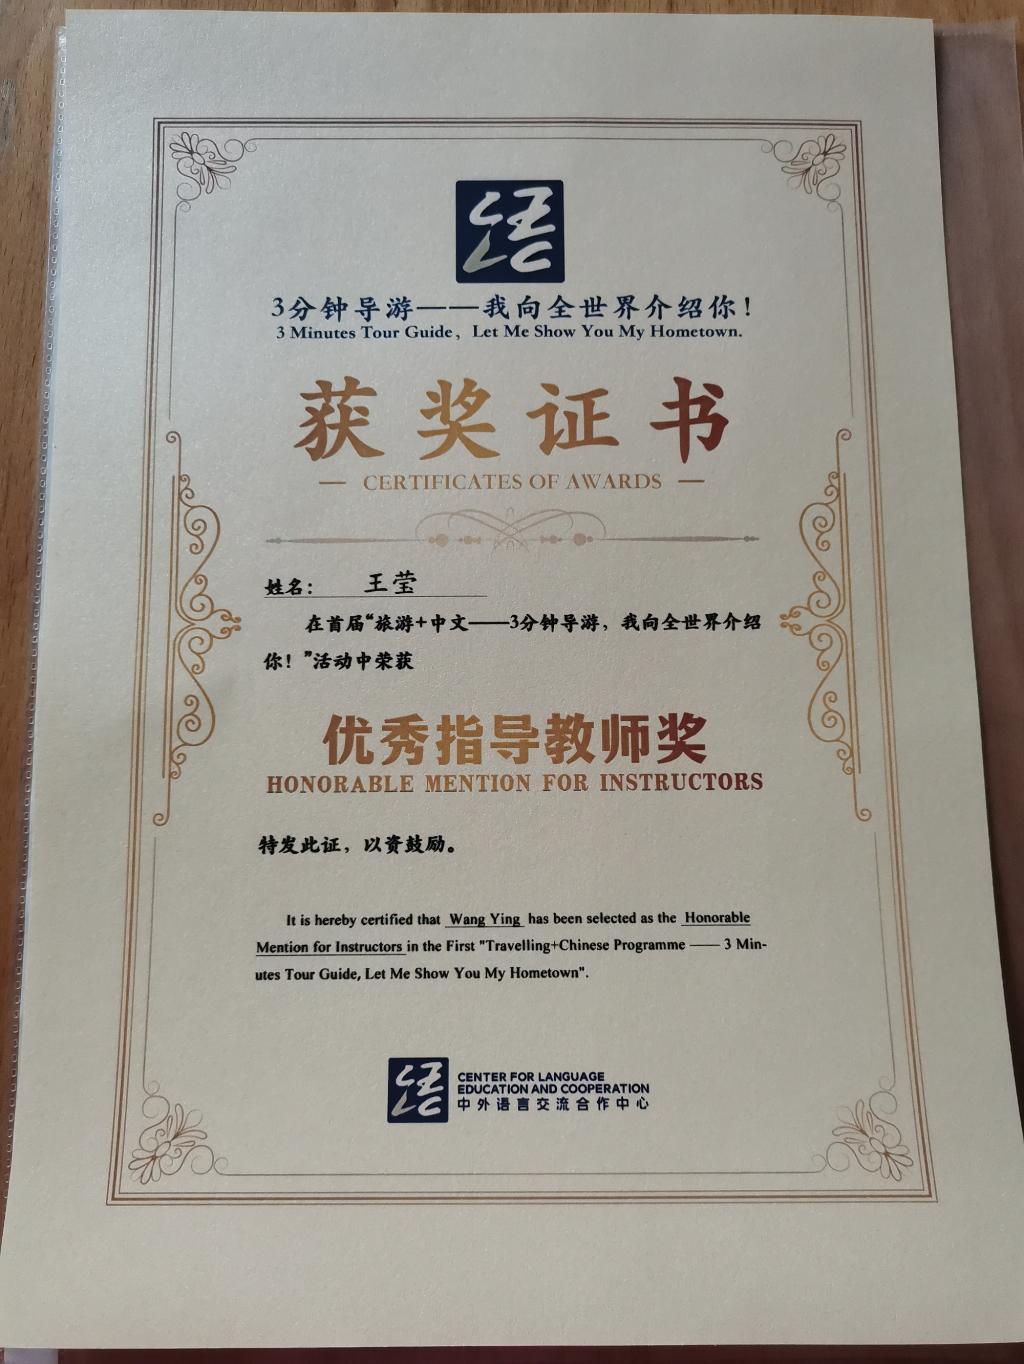 语
3分钟导游——我向全世界介绍你！
3 Minutes Tour Guide, Let Me Show You My Hometown.
获奖证书
— CERTIFICATES OF AWARDS —
姓名： 王莹
在首届“旅游+中文——3分钟导游，我向全世界介绍
你！”活动中荣获
优秀指导教师奖
HONORABLE MENTION FOR INSTRUCTORS
特发此证，以资鼓励。
It is hereby certified that Wang Ying has been selected as the Honorable
Mention for Instructors in the First "Travelling+Chinese Programme —— 3 Min-
utes Tour Guide, Let Me Show You My Hometown".
语
CENTER FOR LANGUAGE
EDUCATION AND COOPERATION
中外语言交流合作中心